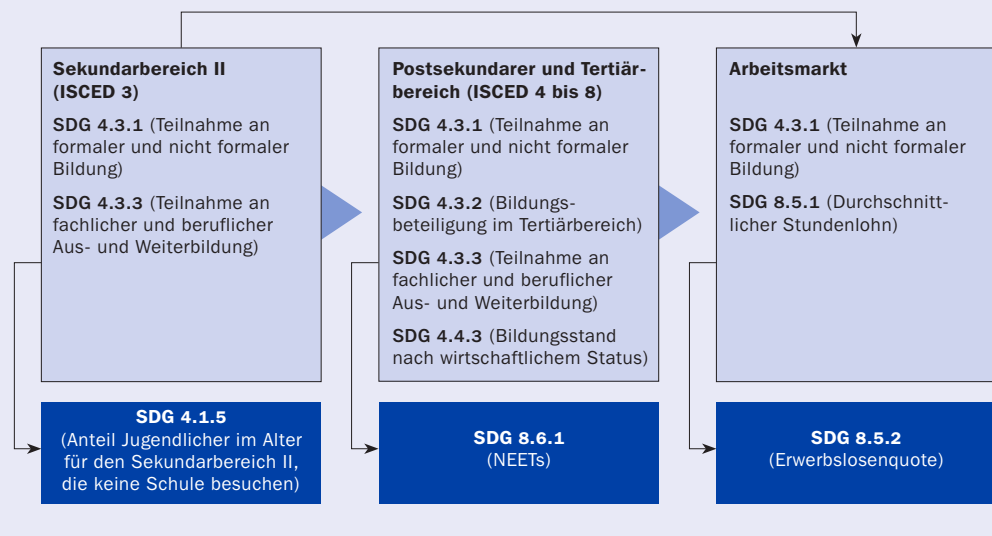 Sekundarbereich II
(ISCED 3)
SDG 4.3.1 (Teilnahme an
formaler und nicht formaler
Bildung)
SDG 4.3.3 (Teilnahme an
fachlicher und beruflicher
Aus- und Weiterbildung)
SDG 4.1.5
(Anteil Jugendlicher im Alter
für den Sekundarbereich II,
die keine Schule besuchen)
Postsekundarer und Tertiär-
bereich (ISCED 4 bis 8)
SDG 4.3.1 (Teilnahme an
formaler und nicht formaler
Bildung)
SDG 4.3.2 (Bildungs-
beteiligung im Tertiärbereich)
SDG 4.3.3 (Teilnahme an
fachlicher und beruflicher
Aus- und Weiterbildung)
SDG 4.4.3 (Bildungsstand
nach wirtschaftlichem Status)
SDG 8.6.1
(NEETs)
Arbeitsmarkt
SDG 4.3.1 (Teilnahme an
formaler und nicht formaler
Bildung)
SDG 8.5.1 (Durchschnitt-
licher Stundenlohn)
SDG 8.5.2
(Erwerbslosenquote)